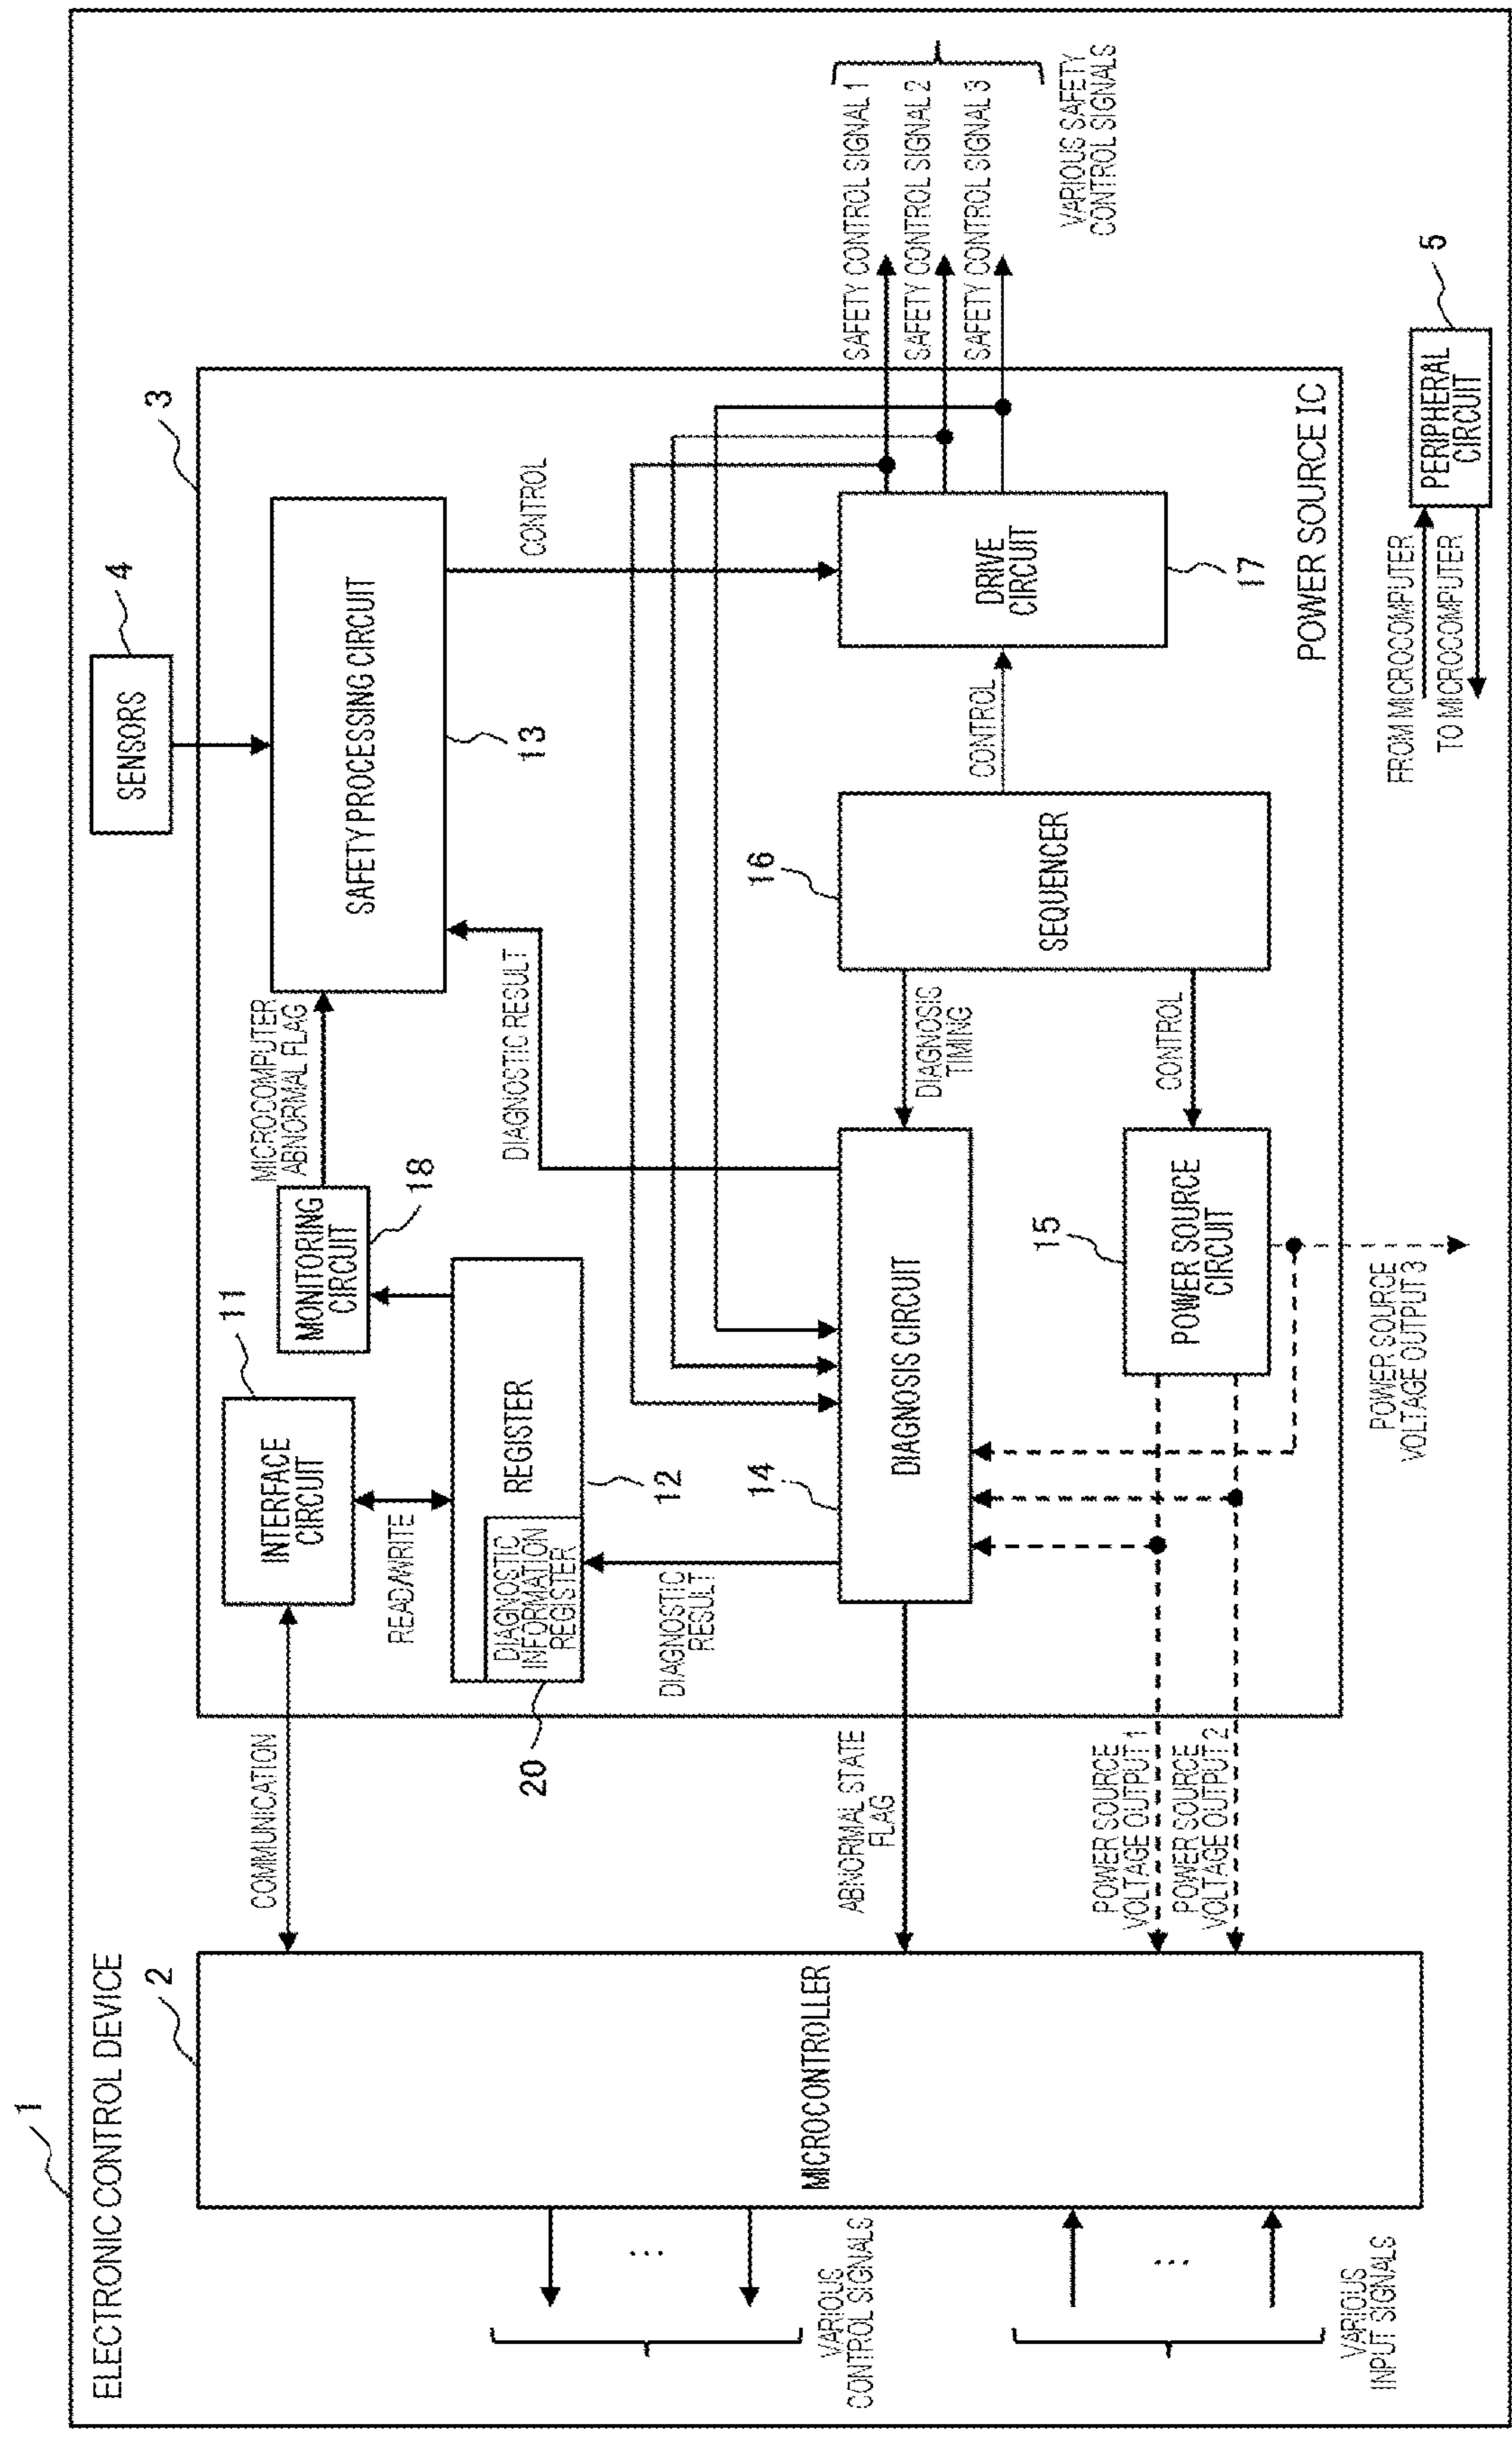 ELECTRONIC CONTROL DEVICE
1
2
MICROCONTROLLER
VARIOUS
CONTROL SIGNALS
VARIOUS
INPUT SIGNALS
COMMUNICATION
ABNORMAL STATE
FLAG
POWER SOURCE
VOLTAGE OUTPUT 1
POWER SOURCE
VOLTAGE OUTPUT 2
3
POWER SOURCE IC
INTERFACE
CIRCUIT
11
READ/WRITE
REGISTER
12
DIAGNOSTIC
INFORMATION
REGISTER
20
DIAGNOSTIC
RESULT
MONITORING
CIRCUIT
18
MICROCOMPUTER
ABNORMAL FLAG
SENSORS
4
SAFETY PROCESSING CIRCUIT
13
DIAGNOSTIC RESULT
CONTROL
DIAGNOSIS CIRCUIT
14
DIAGNOSIS
TIMING
SEQUENCER
16
CONTROL
CONTROL
POWER SOURCE
CIRCUIT
15
DRIVE
CIRCUIT
17
SAFETY CONTROL SIGNAL 1
SAFETY CONTROL SIGNAL 2
SAFETY CONTROL SIGNAL 3
VARIOUS SAFETY
CONTROL SIGNALS
POWER SOURCE
VOLTAGE OUTPUT 3
FROM MICROCOMPUTER
TO MICROCOMPUTER
PERIPHERAL
CIRCUIT
5